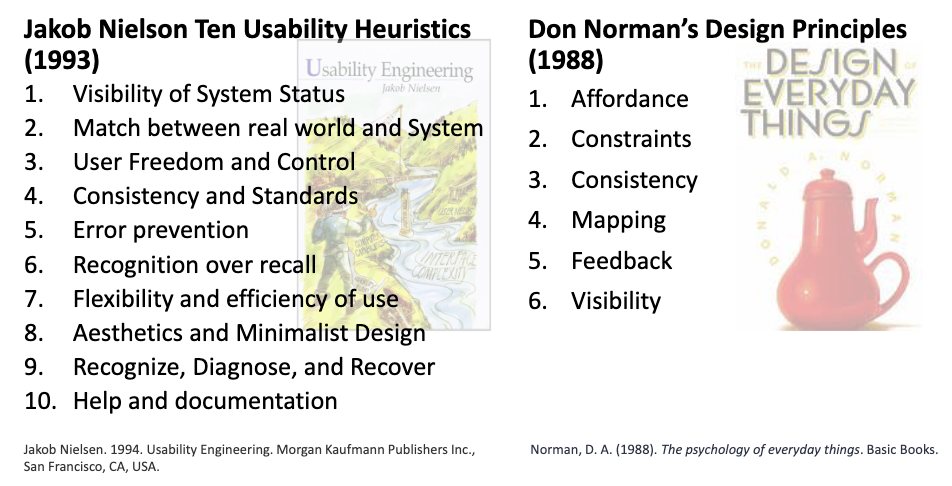 Jakob Nielson Ten Usability Heuristics
(1993)
1. Visibility of System Status
2. Match between real world and System
3. User Freedom and Control
4. Consistency and Standards
5. Error prevention
6. Recognition over recall
7. Flexibility and efficiency of use
8. Aesthetics and Minimalist Design
9. Recognize, Diagnose, and Recover
10. Help and documentation
Usability Engineering
Jakob Nielsen
INTERFACE
COMPLEXITY
Jakob Nielsen. 1994. Usability Engineering. Morgan Kaufmann Publishers Inc.,
San Francisco, CA, USA.
Don Norman’s Design Principles
(1988)
1. Affordance
2. Constraints
3. Consistency
4. Mapping
5. Feedback
6. Visibility
THE DESIGN OF
EVERYDAY
THINGS
DONALD A. NORMAN
Norman, D. A. (1988). The psychology of everyday things. Basic Books.